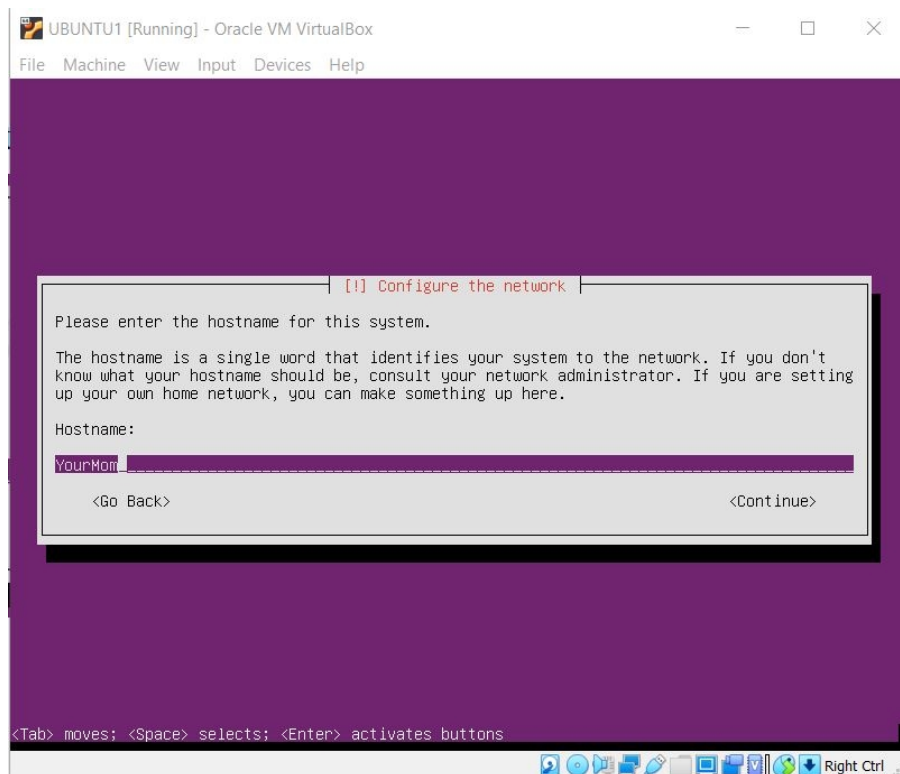 UBUNTU1 [Running] - Oracle VM VirtualBox
File Machine View Input Devices Help
[!] Configure the network
Please enter the hostname for this system.
The hostname is a single word that identifies your system to the network. If you don't
know what your hostname should be, consult your network administrator. If you are setting
up your own home network, you can make something up here.
Hostname:
YourMom
<Go Back> <Continue>
<Tab> moves; <Space> selects; <Enter> activates buttons
Right Ctrl